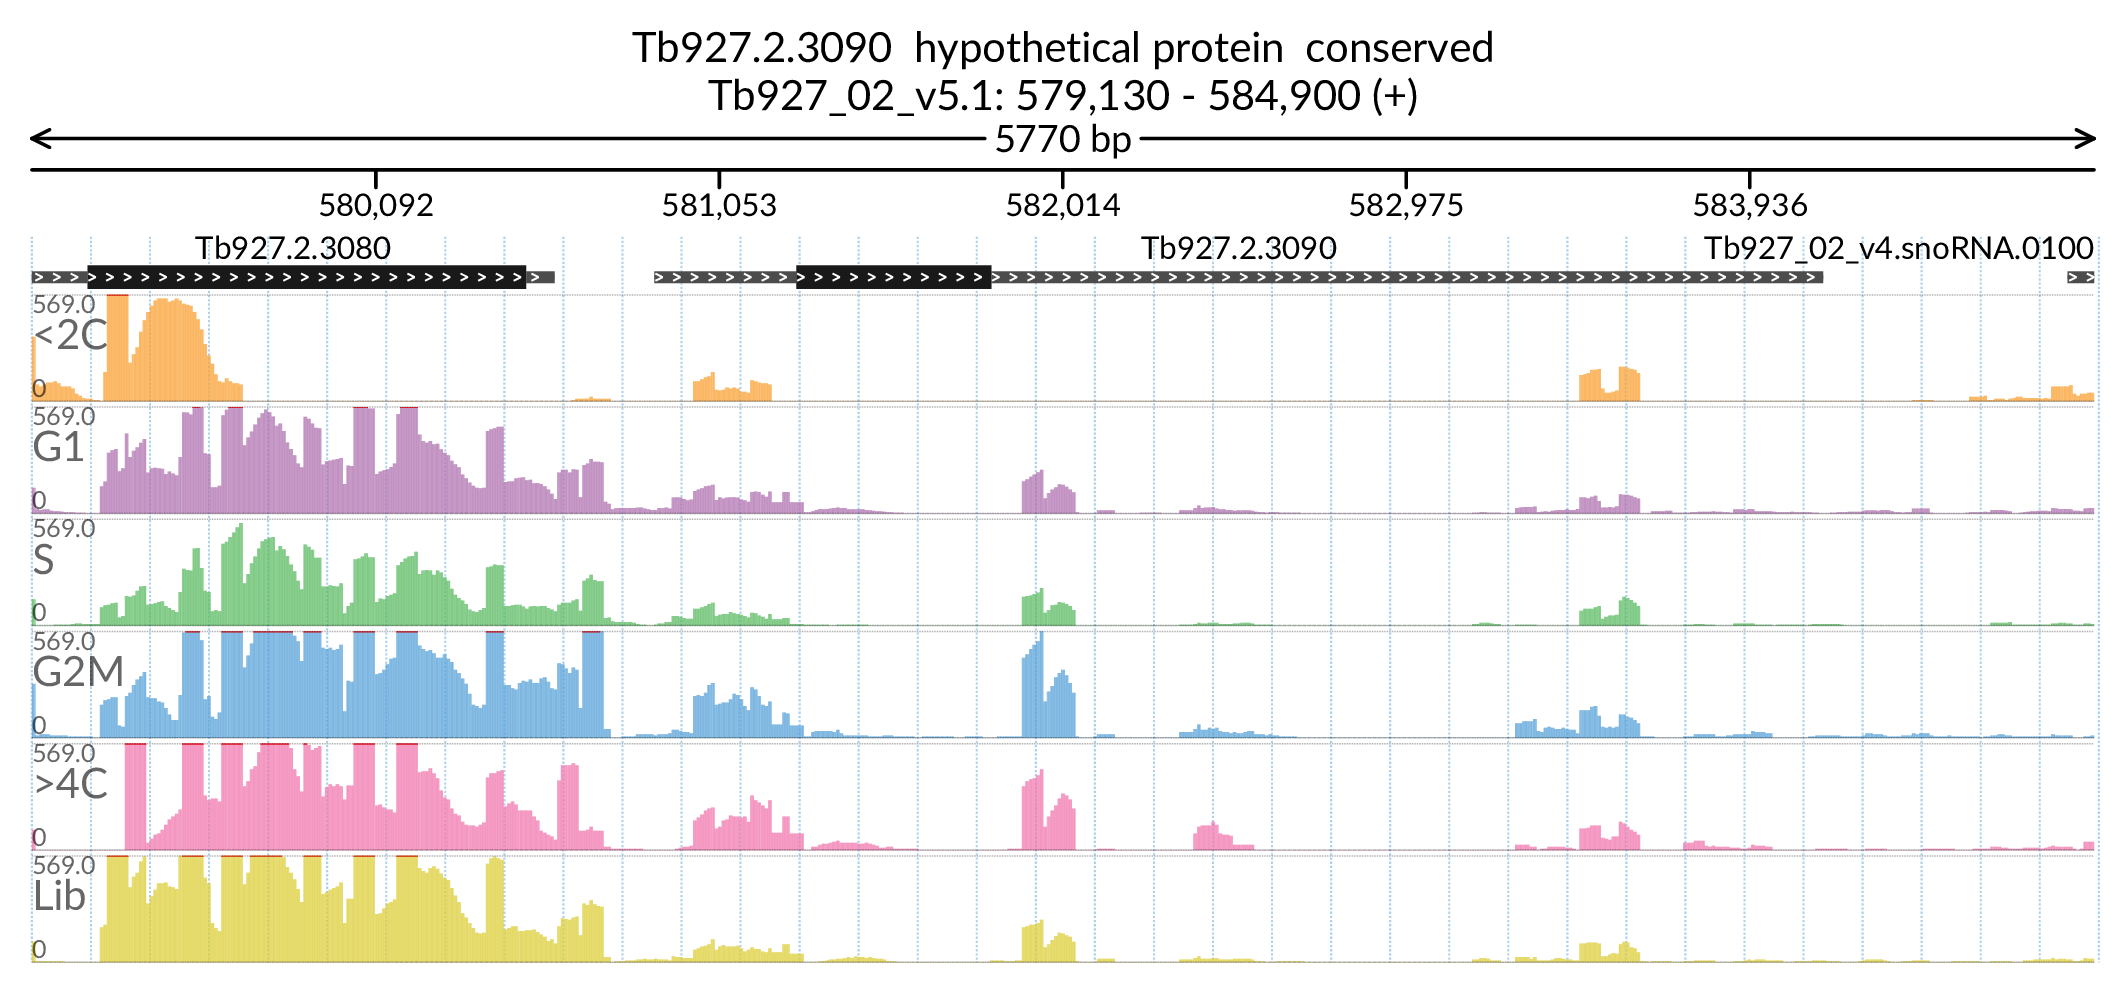 Tb927.2.3090  hypothetical protein  conserved
Tb927_02_v5.1: 579,130 - 584,900 (+)
5770 bp
580,092 581,053 582,014 582,975 583,936
Tb927.2.3080 Tb927.2.3090 Tb927_02_v4.snoRNA.0100
569.0
<2C
0
569.0
G1
0
569.0
S
0
569.0
G2M
0
569.0
>4C
0
569.0
Lib
0